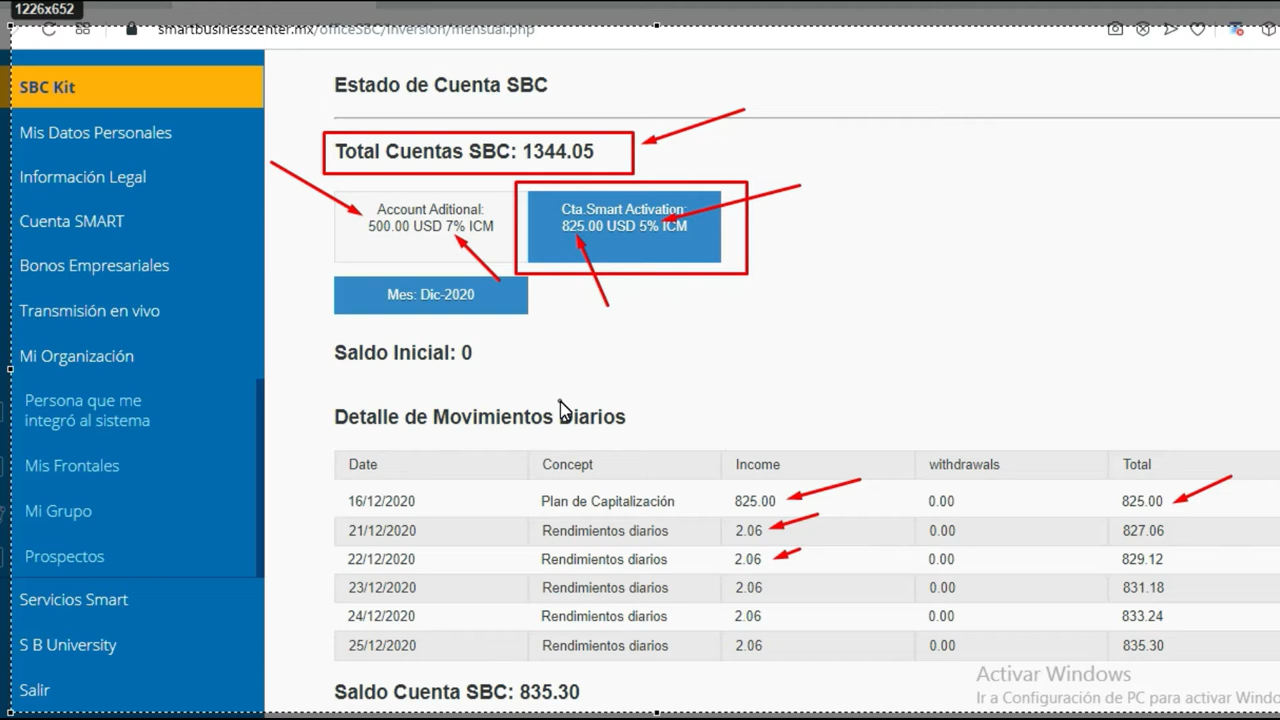 1226x652
smartbusinesscenter.mx/officeSBC/inversion/mensual.php
SBC Kit
Mis Datos Personales
Información Legal
Cuenta SMART
Bonos Empresariales
Transmisión en vivo
Mi Organización
Persona que me
integró al sistema
Mis Frontales
Mi Grupo
Prospectos
Servicios Smart
S B University
Salir
Estado de Cuenta SBC
Total Cuentas SBC: 1344.05
Account Aditional:
500.00 USD 7% ICM
Cta.Smart Activation:
825.00 USD 5% ICM
Mes: Dic-2020
Saldo Inicial: 0
Detalle de Movimientos Diarios
Date Concept Income withdrawals Total
16/12/2020 Plan de Capitalización 825.00 0.00 825.00
21/12/2020 Rendimientos diarios 2.06 0.00 827.06
22/12/2020 Rendimientos diarios 2.06 0.00 829.12
23/12/2020 Rendimientos diarios 2.06 0.00 831.18
24/12/2020 Rendimientos diarios 2.06 0.00 833.24
25/12/2020 Rendimientos diarios 2.06 0.00 835.30
Saldo Cuenta SBC: 835.30
Activar Windows
Ir a Configuración de PC para activar Windows